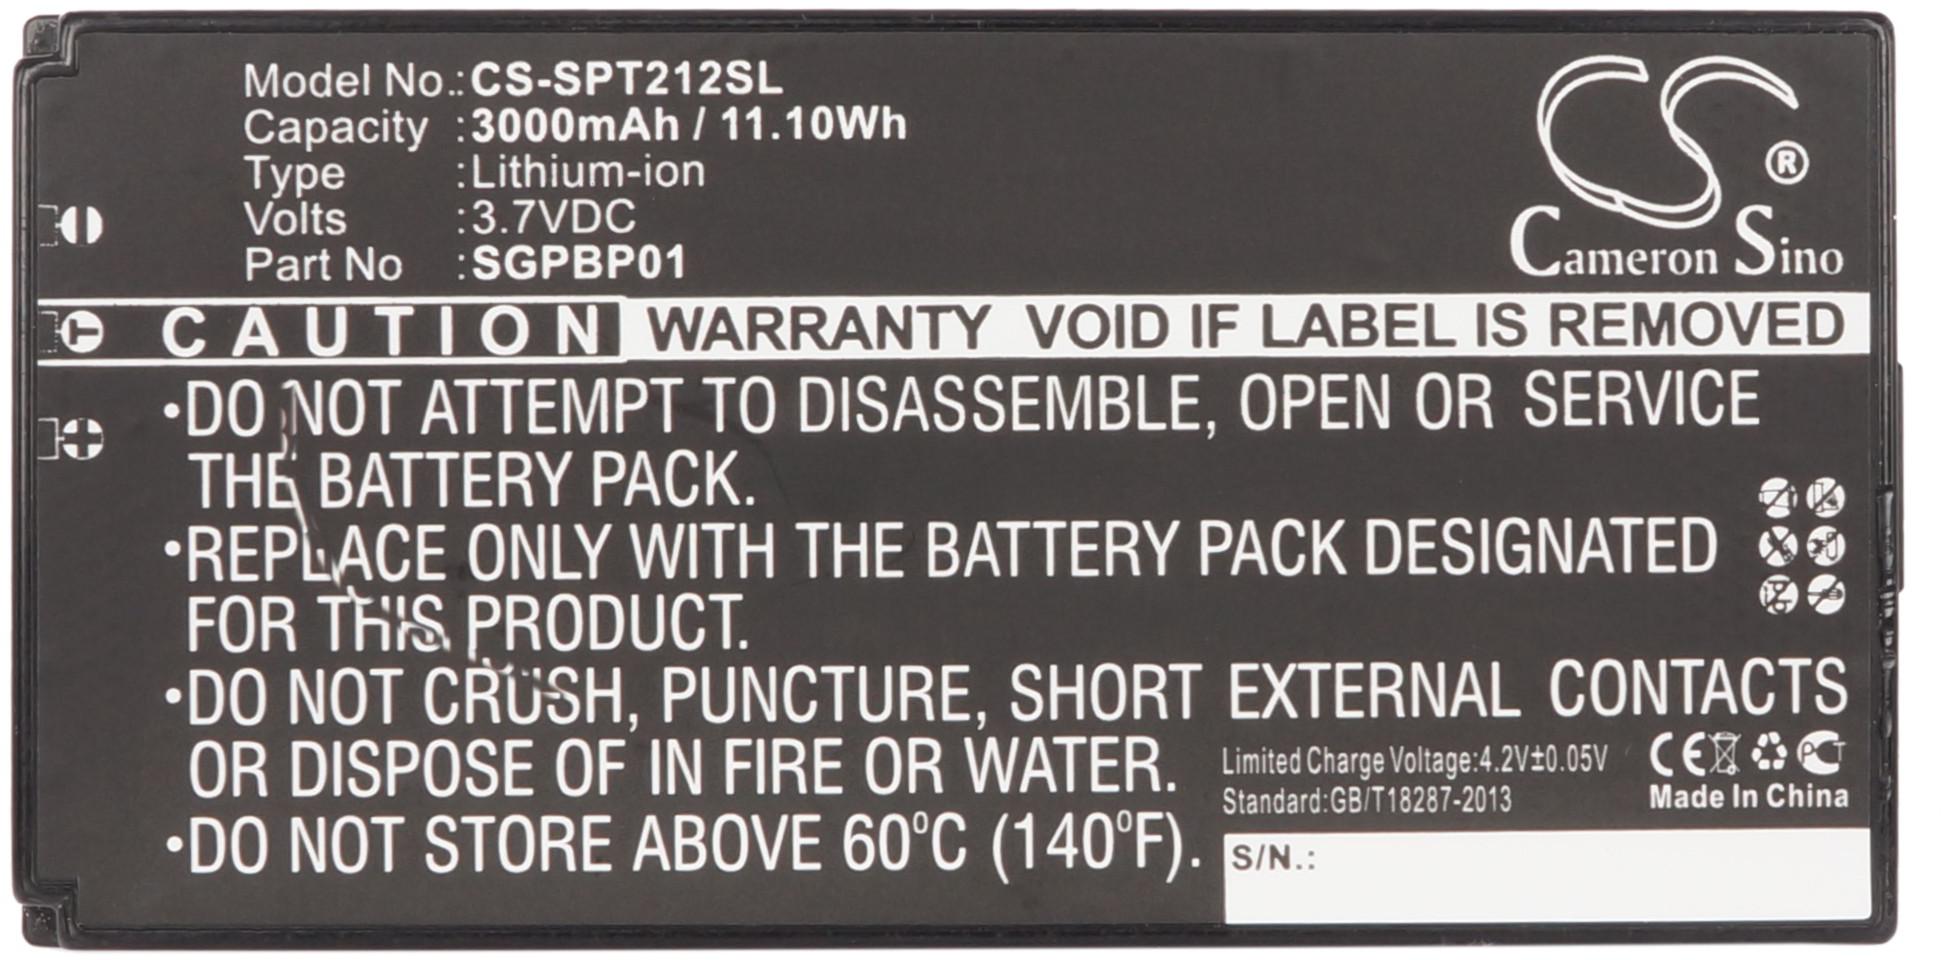 Model No.:CS-SPT212SL
Capacity :3000mAh / 11.10Wh
Type :Lithium-ion
Volts :3.7VDC
Part No :SGPBP01
CS®
Cameron Sino
CAUTION WARRANTY VOID IF LABEL IS REMOVED
•DO NOT ATTEMPT TO DISASSEMBLE, OPEN OR SERVICE
THE BATTERY PACK.
•REPLACE ONLY WITH THE BATTERY PACK DESIGNATED
FOR THIS PRODUCT.
•DO NOT CRUSH, PUNCTURE, SHORT EXTERNAL CONTACTS
OR DISPOSE OF IN FIRE OR WATER.
•DO NOT STORE ABOVE 60°C (140°F).
Limited Charge Voltage:4.2V±0.05V
Standard:GB/T18287-2013
CE PCT
Made In China
S/N.:
T